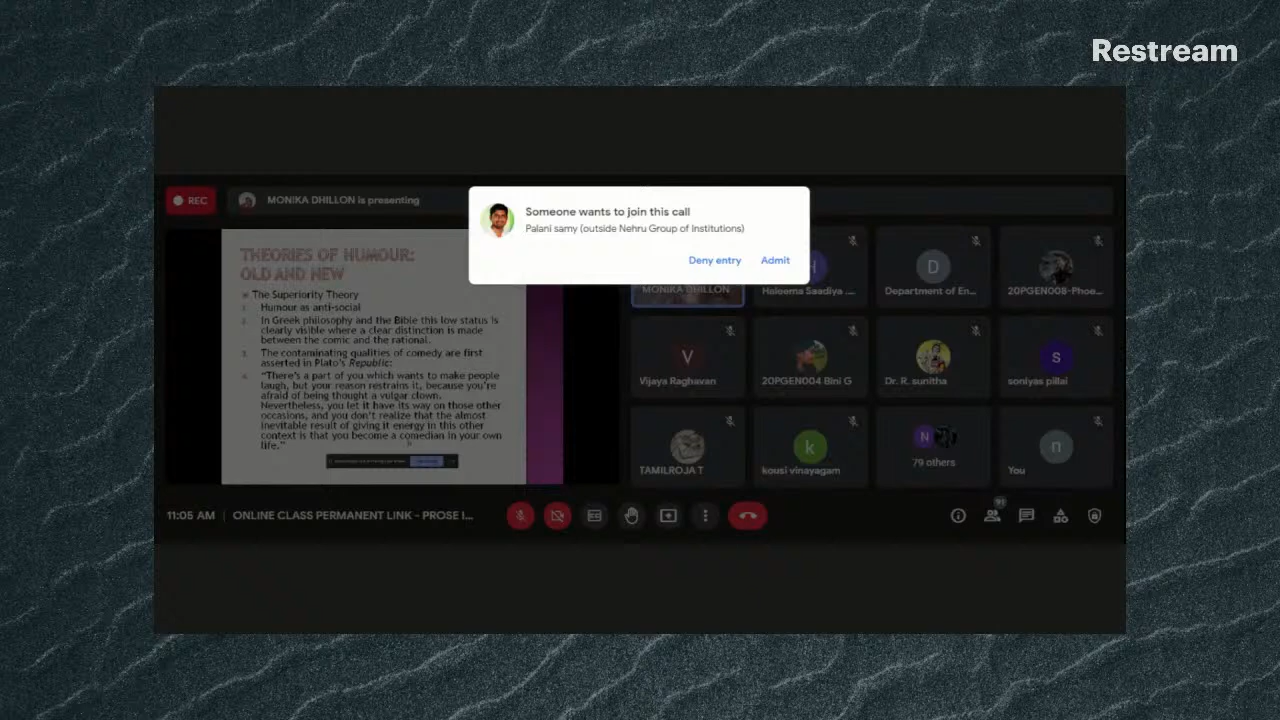 Restream
REC
MONIKA DHILLON is presenting
Someone wants to join this call
Palani samy (outside Nehru Group of Institutions)
Deny entry
Admit
THEORIES OF HUMOUR:
OLD AND NEW
The Superiority Theory
1. Humour as anti-social
2. In Greek philosophy and the Bible this low status is
clearly visible where a clear distinction is made
between the comic and the rational.
3. The contaminating qualities of comedy are first
asserted in Plato's Republic:
4. "There's a part of you which wants to make people
laugh, but your reason restrains it, because you're
afraid of being thought a vulgar clown.
Nevertheless, you let it have its way on those other
occasions, and you don't realize that the almost
inevitable result of giving it energy in this other
context is that you become a comedian in your own
life."
MONIKA DHILLON
H
Haleema Saadiya ....
D
Department of En...
20PGEN008-Phoe...
V
Vijaya Raghavan
20PGEN004 Bini G
Dr. R. sunitha
s
soniyas pillai
TAMILROJA T
k
kousi vinayagam
N
79 others
n
You
11:05 AM | ONLINE CLASS PERMANENT LINK - PROSE I...
91